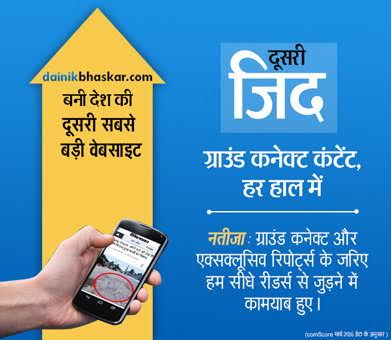 dainikbhaskar.com
बनी देश की
दूसरी सबसे
बड़ी वेबसाइट
दूसरी
जिद
ग्राउंड कनेक्ट कंटेंट,
हर हाल में
नतीजा : ग्राउंड कनेक्ट और
एक्सक्लूसिव रिपोर्ट्स के जरिए
हम सीधे रीडर्स से जुड़ने में
कामयाब हुए।
(comScore मार्च 2016 डेटा के अनुसार)